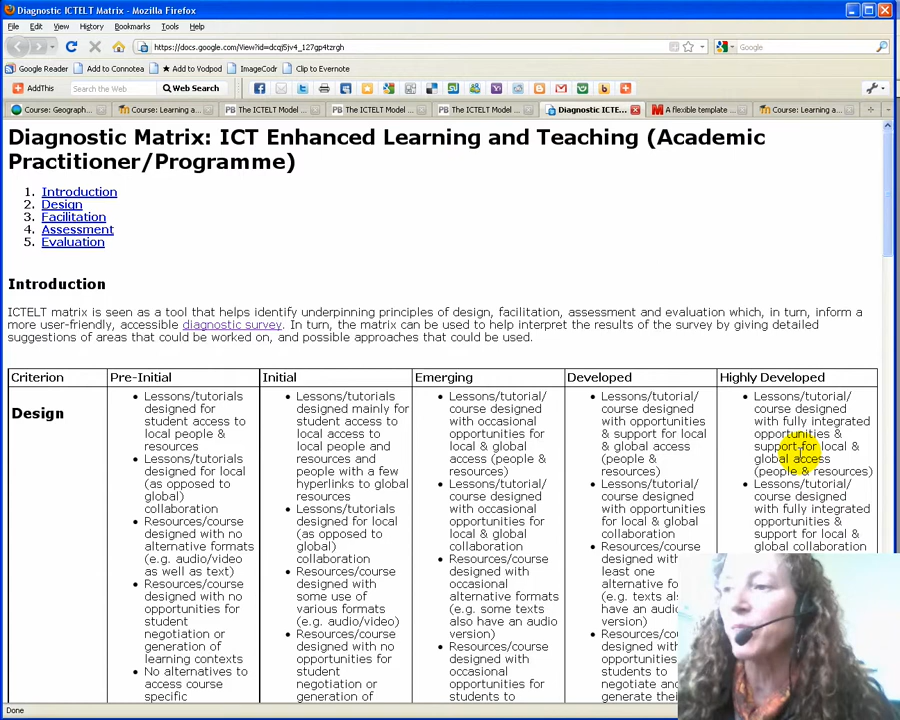 Diagnostic ICTELT Matrix - Mozilla Firefox
File Edit View History Bookmarks Tools Help
https://docs.google.com/View?id=dcqj5jv4_127gp4tzrgh
Google
Google Reader Add to Connotea ★ Add to Vodpod ImageCodr Clip to Evernote
AddThis Search the Web Web Search
Course: Geograph... Course: Learning a... PB The ICTELT Model ... PB The ICTELT Model ... PB The ICTELT Model ... Diagnostic ICTE... A flexible template ... Course: Learning a...
Diagnostic Matrix: ICT Enhanced Learning and Teaching (Academic
Practitioner/Programme)
1. Introduction
2. Design
3. Facilitation
4. Assessment
5. Evaluation
Introduction
ICTELT matrix is seen as a tool that helps identify underpinning principles of design, facilitation, assessment and evaluation which, in turn, inform a
more user-friendly, accessible diagnostic survey. In turn, the matrix can be used to help interpret the results of the survey by giving detailed
suggestions of areas that could be worked on, and possible approaches that could be used.
Criterion Pre-Initial Initial Emerging Developed Highly Developed
Design
• Lessons/tutorials
designed for
student access to
local people &
resources
• Lessons/tutorials
designed for local
(as opposed to
global)
collaboration
• Resources/course
designed with no
alternative formats
(e.g. audio/video
as well as text)
• Resources/course
designed with no
opportunities for
student
negotiation or
generation of
learning contexts
• No alternatives to
access course
specific
• Lessons/tutorials
designed mainly for
student access to
local access to
local people and
resources and
people with a few
hyperlinks to global
resources
• Lessons/tutorials
designed for local
(as opposed to
global)
collaboration
• Resources/course
designed with
some use of
various formats
(e.g. audio/video)
• Resources/course
designed with no
opportunities for
student
negotiation or
generation of
• Lessons/tutorial/
course designed
with occasional
opportunities for
local & global
access (people &
resources)
• Lessons/tutorial/
course designed
with occasional
opportunities for
local & global
collaboration
• Resources/course
designed with
occasional
alternative formats
(e.g. some texts
also have an audio
version)
• Resources/course
designed with
occasional
opportunities for
students to
• Lessons/tutorial/
course designed
with opportunities
& support for local
& global access
(people &
resources)
• Lessons/tutorial/
course designed
with opportunities
for local & global
collaboration
• Resources/course
designed with
least one
alternative fo
(e.g. texts als
have an audio
version)
• Resources/cou
designed with
opportunities
students to
negotiate and
generate thei
• Lessons/tutorial/
course designed
with fully integrated
opportunities &
support for local &
global access
(people & resources)
• Lessons/tutorial/
course designed
with fully integrated
opportunities &
support for local &
global collaboration
Done